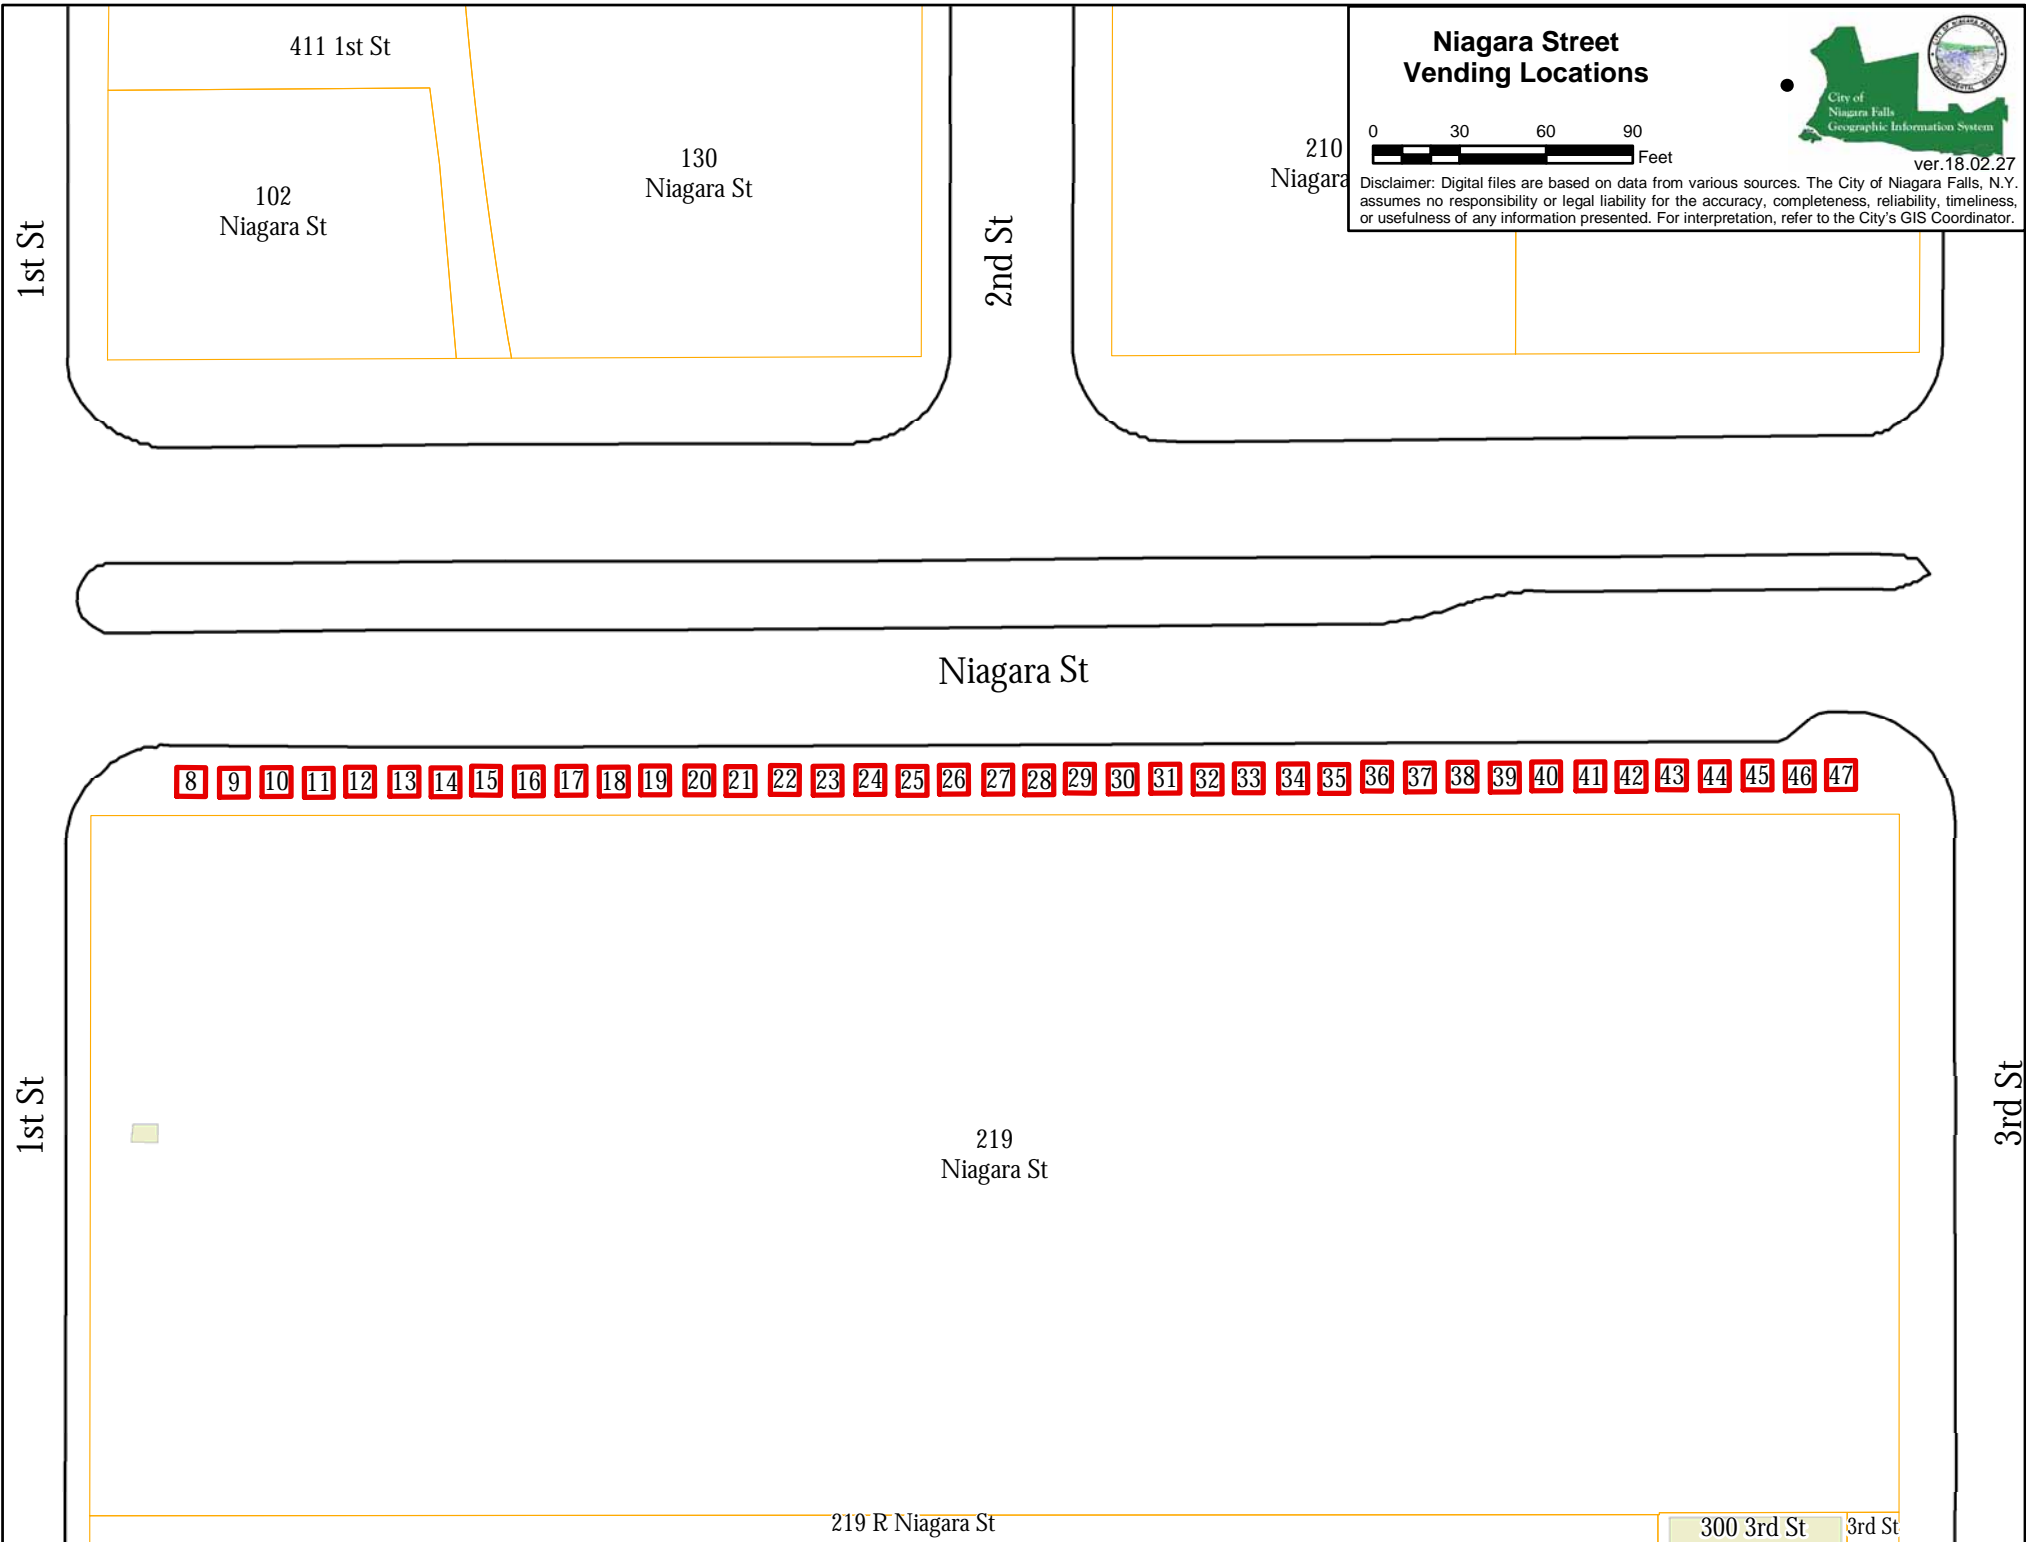 411 1st St
Niagara Street
Vending Locations
0 30 60 90
Feet
City of
Niagara Falls
Geographic Information System
ver.18.02.27
Disclaimer: Digital files are based on data from various sources. The City of Niagara Falls, N.Y.
assumes no responsibility or legal liability for the accuracy, completeness, reliability, timeliness,
or usefulness of any information presented. For interpretation, refer to the City's GIS Coordinator.
130
Niagara St
210
Niagara
102
Niagara St
1st St
2nd St
Niagara St
8 9 10 11 12 13 14 15 16 17 18 19 20 21 22 23 24 25 26 27 28 29 30 31 32 33 34 35 36 37 38 39 40 41 42 43 44 45 46 47
1st St
3rd St
219
Niagara St
219 R Niagara St
300 3rd St
3rd St